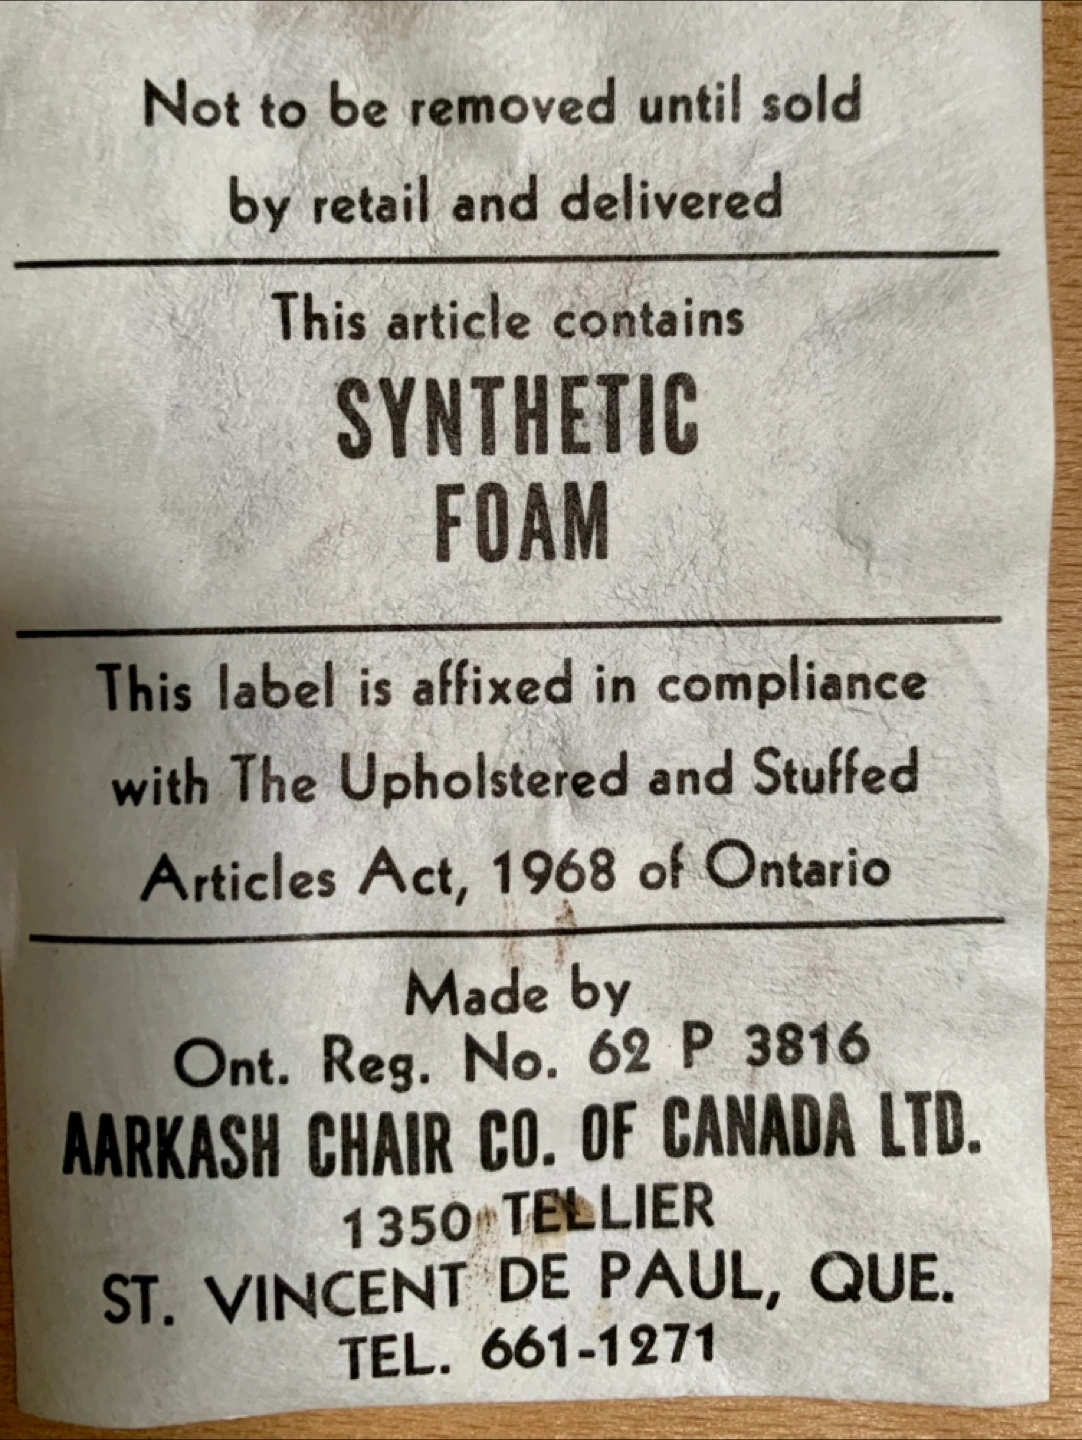 Not to be removed until sold
by retail and delivered
This article contains
SYNTHETIC
FOAM
This label is affixed in compliance
with The Upholstered and Stuffed
Articles Act, 1968 of Ontario
Made by
Ont. Reg. No. 62 P 3816
AARKASH CHAIR CO. OF CANADA LTD.
1350 TELLIER
ST. VINCENT DE PAUL, QUE.
TEL. 661-1271